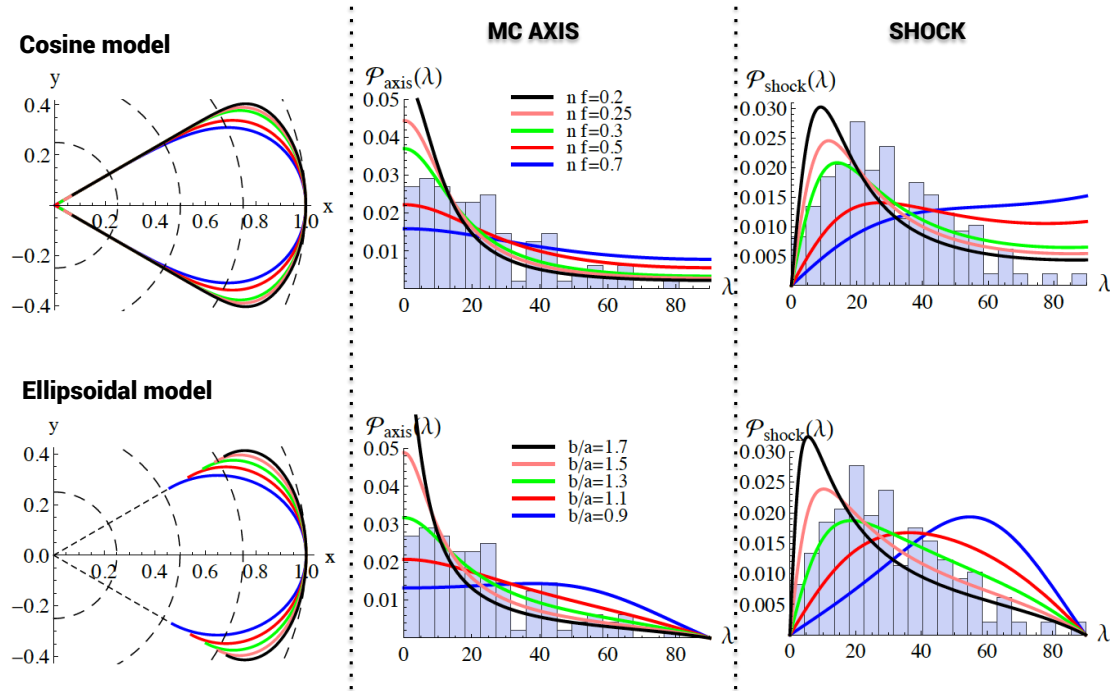 MC AXIS
SHOCK
Cosine model
y
0.4
0.2
−0.2
−0.4
0.2 0.4 0.6 0.8 1.0
x
𝒫axis(λ)
0.05
0.04
0.03
0.02
0.01
0 20 40 60 80
λ
n f=0.2
n f=0.25
n f=0.3
n f=0.5
n f=0.7
𝒫shock(λ)
0.030
0.025
0.020
0.015
0.010
0.005
0 20 40 60 80
λ
Ellipsoidal model
y
0.4
0.2
0.0
−0.2
−0.4
0.2 0.4 0.6 0.8 1.0
x
𝒫axis(λ)
0.05
0.04
0.03
0.02
0.01
0 20 40 60 80
λ
b/a=1.7
b/a=1.5
b/a=1.3
b/a=1.1
b/a=0.9
𝒫shock(λ)
0.030
0.025
0.020
0.015
0.010
0.005
0 20 40 60 80
λ